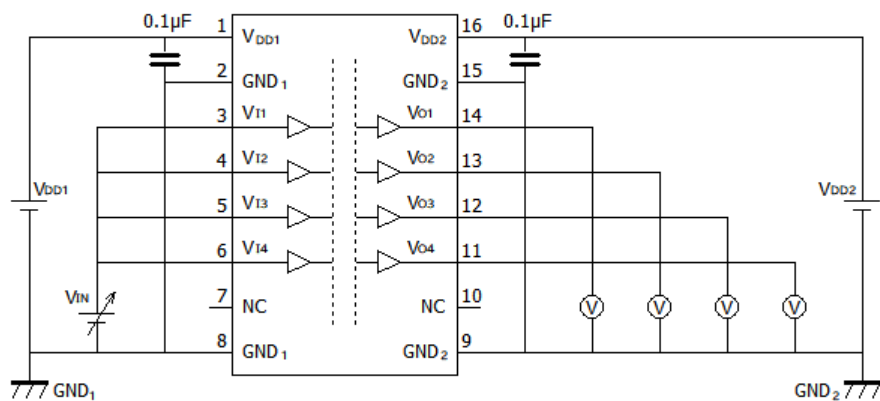 0.1μF 1 VDD1 VDD2 16 0.1μF
2 GND1 GND2 15
3 VI1 VO1 14
4 VI2 VO2 13
VDD1 VDD2
5 VI3 VO3 12
6 VI4 VO4 11
VIN
7 NC NC 10 V V V V
8 GND1 GND2 9
GND1 GND2